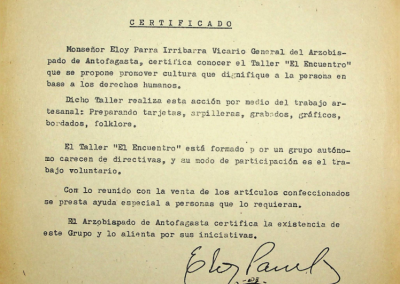 CERTIFICADO
Monseñor Eloy Parra Irribarra Vicario General del Arzobis-
pado de Antofagasta, certifica conocer el Taller "El Encuentro"
que se propone promover cultura que dignifique a la persona en
base a los derechos humanos.
Dicho Taller realiza esta acción por medio del trabajo ar-
tesanal: Preparando tarjetas, arpilleras, grabados, gráficos,
bordados, folklore.
El Taller "El Encuentro" está formado por un grupo autóno-
mo carecen de directivas, y su modo de participación es el tra-
bajo voluntario.
Con lo reunido con la venta de los artículos confeccionados
se presta ayuda especial a personas que lo requieran.
El Arzobispado de Antofagasta certifica la existencia de
este Grupo y lo alienta por sus iniciativas.
Eloy Parra